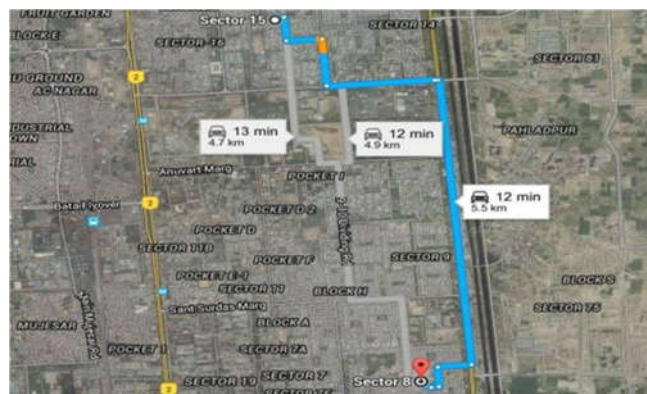 FRUIT GARDEN
Sector 15
SECTOR 14
BLOCK-E
SECTOR-16
SECTOR 81
U GROUND
AC NAGAR
2
13 min
4.7 km
12 min
4.9 km
PAHLADPUR
Anuvart Marg
POCKET I
2
Bata Flyover
POCKET D-2
12 min
5.5 km
POCKET D
SECTOR 11B
POCKET F
SECTOR 9
POCKET E-1
SECTOR 11
BLOCK H
BLOCK S
Sant Surdas Marg
SECTOR 75
MUJESAR
BLOCK A
POCKET 1
SECTOR 7A
2
SECTOR 19
SECTOR 7
Sector 8